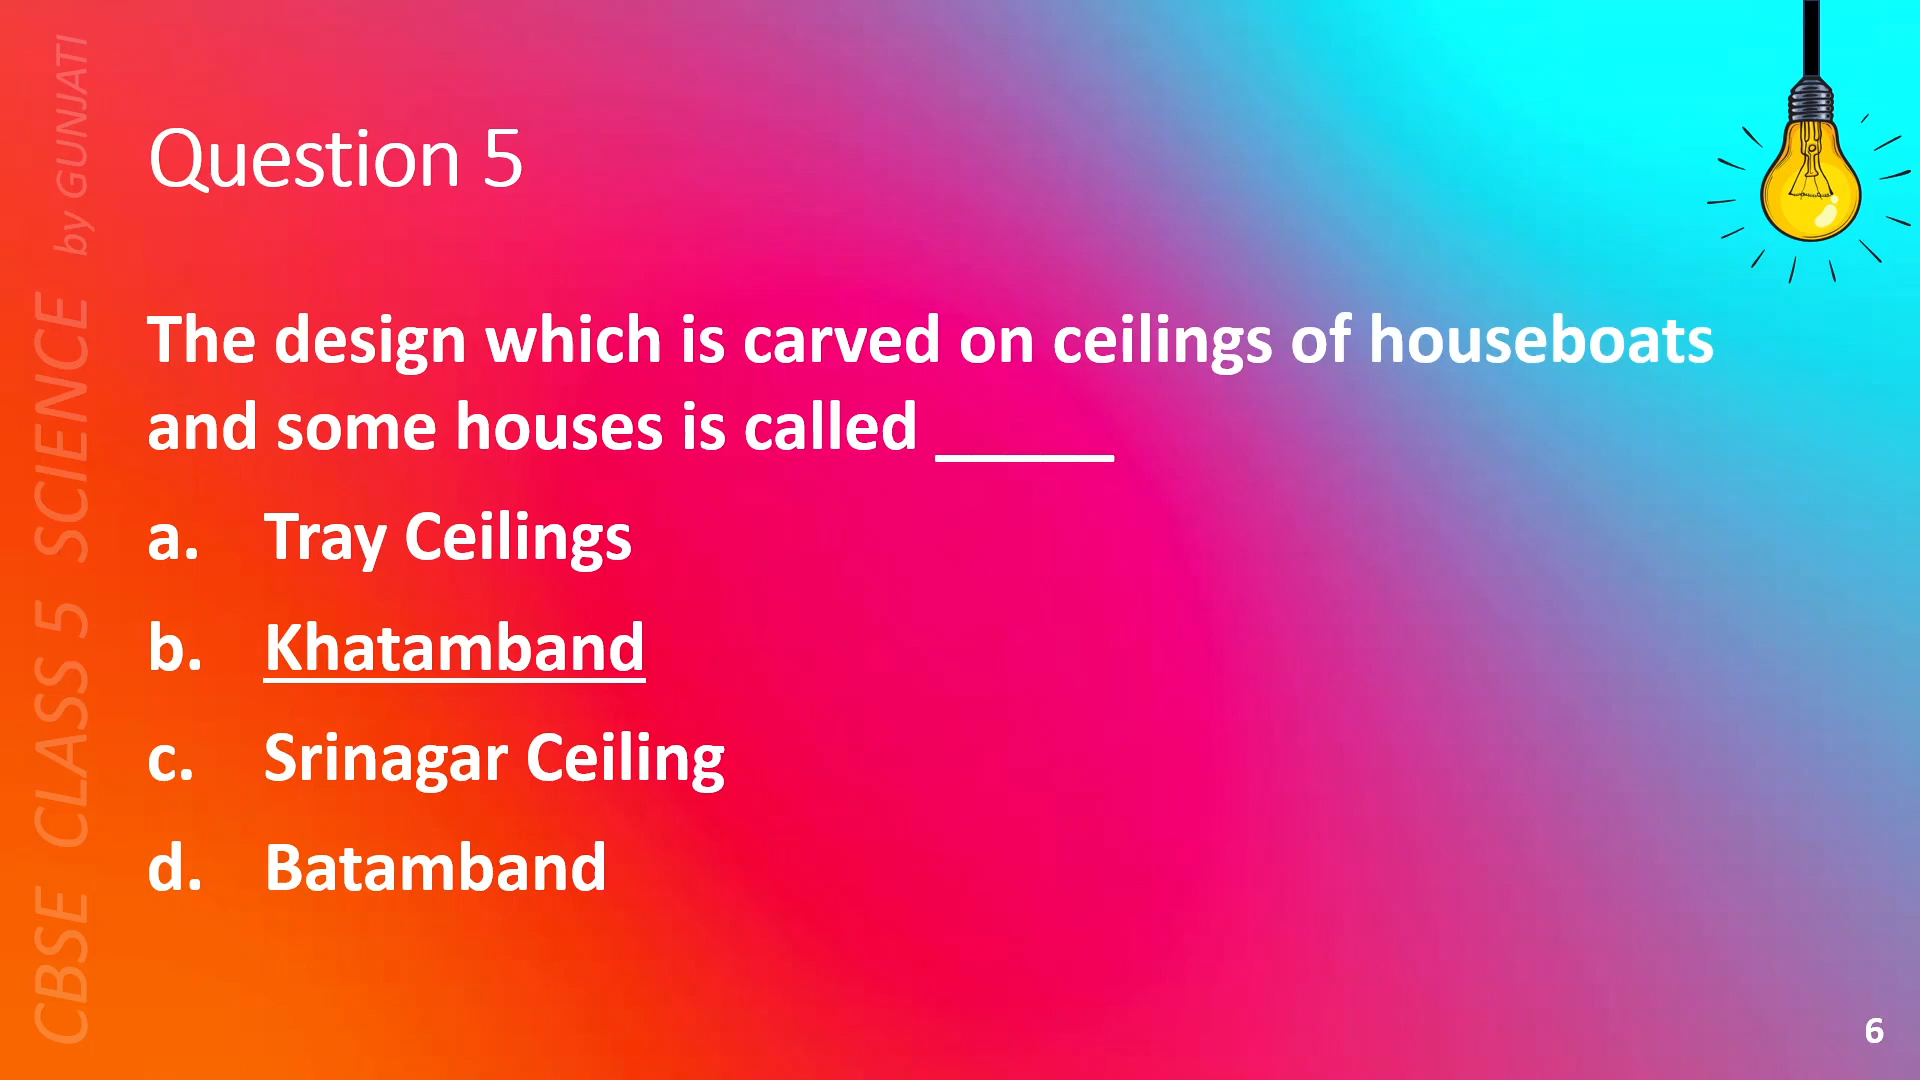 Question 5
The design which is carved on ceilings of houseboats
and some houses is called _____
a. Tray Ceilings
b. Khatamband
c. Srinagar Ceiling
d. Batamband
CBSE CLASS 5 SCIENCE by GUNJATI
6